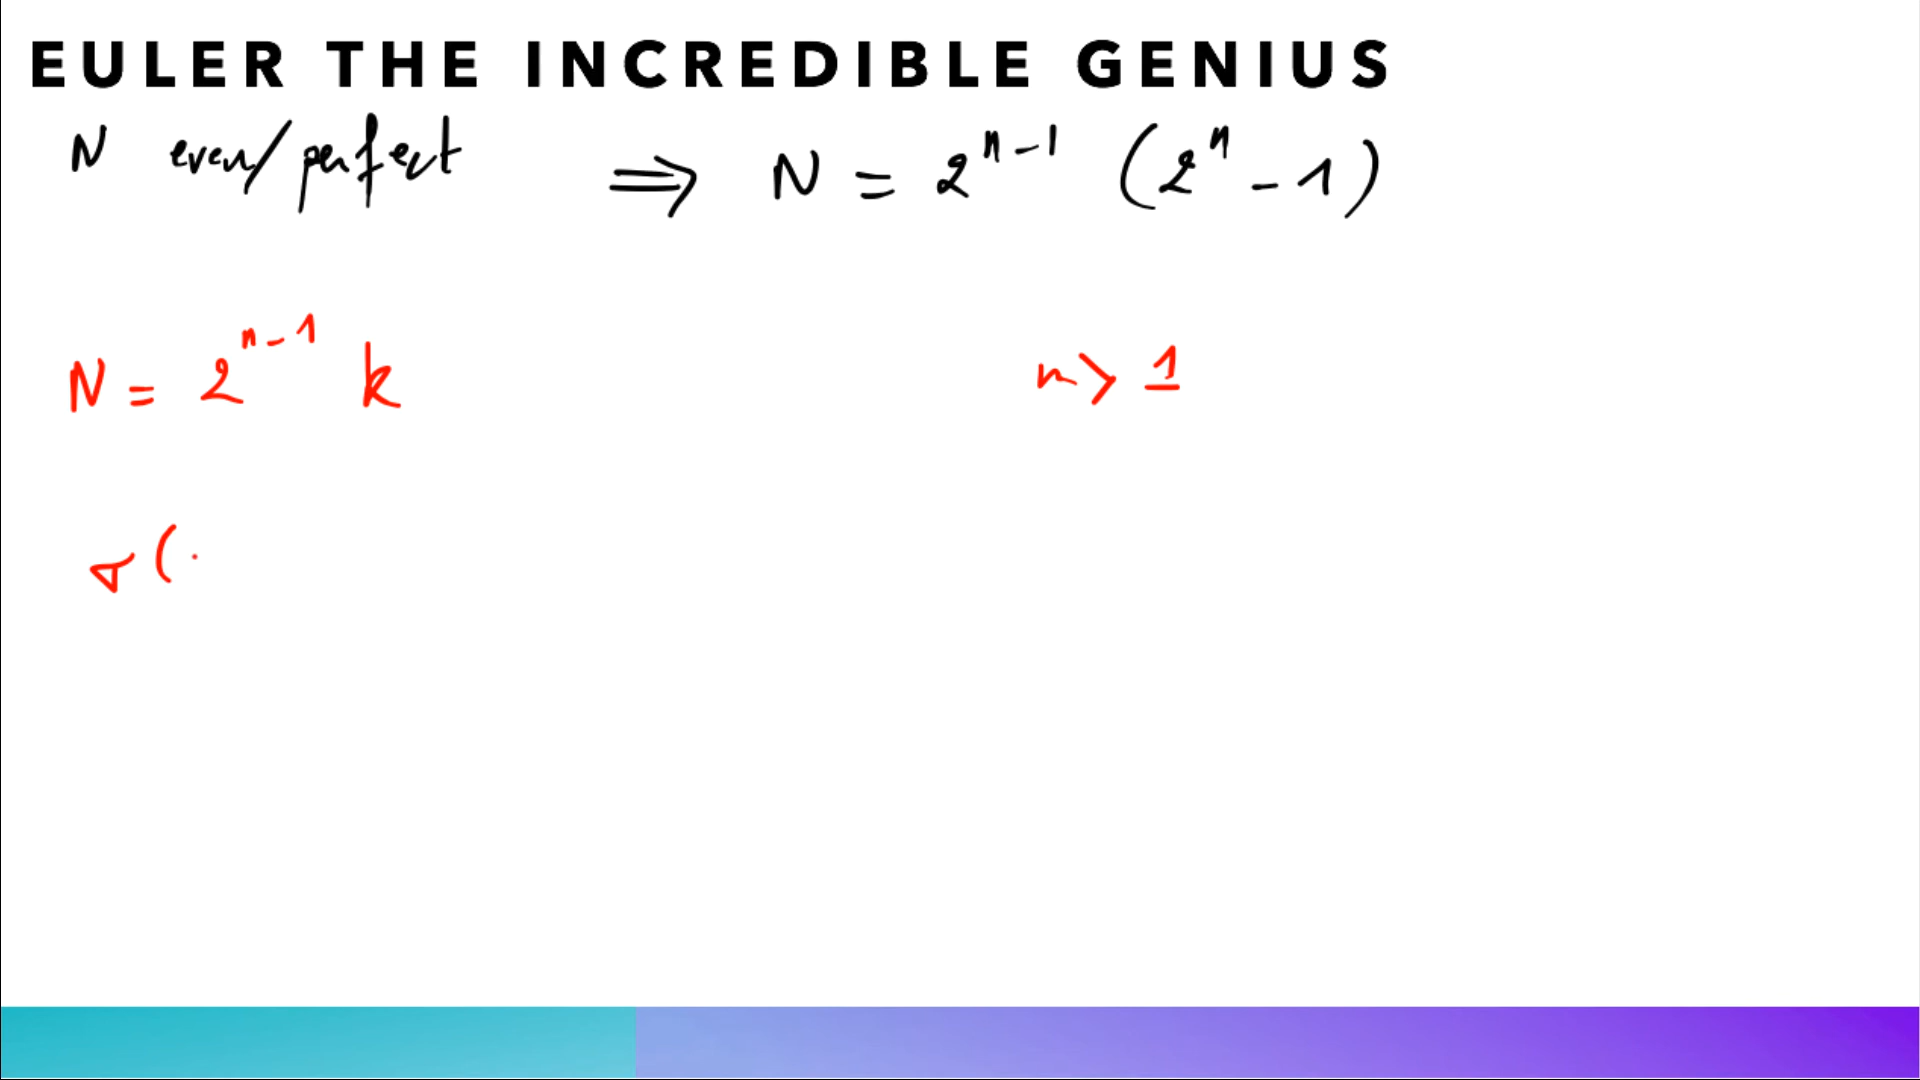 EULER THE INCREDIBLE GENIUS
N even/perfect ⟹ N = 2^{n-1} (2^n - 1)
N = 2^{n-1} k n > 1
σ(